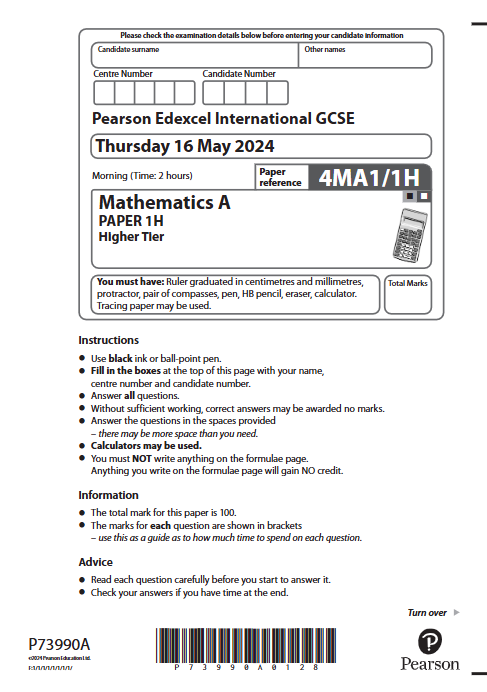 Please check the examination details below before entering your candidate information
Candidate surname
Other names
Centre Number
Candidate Number
Pearson Edexcel International GCSE
Thursday 16 May 2024
Morning (Time: 2 hours)
Paper
reference
4MA1/1H
Mathematics A
PAPER 1H
Higher Tier
You must have: Ruler graduated in centimetres and millimetres,
protractor, pair of compasses, pen, HB pencil, eraser, calculator.
Tracing paper may be used.
Total Marks
Instructions
● Use black ink or ball-point pen.
● Fill in the boxes at the top of this page with your name,
centre number and candidate number.
● Answer all questions.
● Without sufficient working, correct answers may be awarded no marks.
● Answer the questions in the spaces provided
– there may be more space than you need.
● Calculators may be used.
● You must NOT write anything on the formulae page.
Anything you write on the formulae page will gain NO credit.
Information
● The total mark for this paper is 100.
● The marks for each question are shown in brackets
– use this as a guide as to how much time to spend on each question.
Advice
● Read each question carefully before you start to answer it.
● Check your answers if you have time at the end.
Turn over
P73990A
©2024 Pearson Education Ltd.
P73990A0128
Pearson